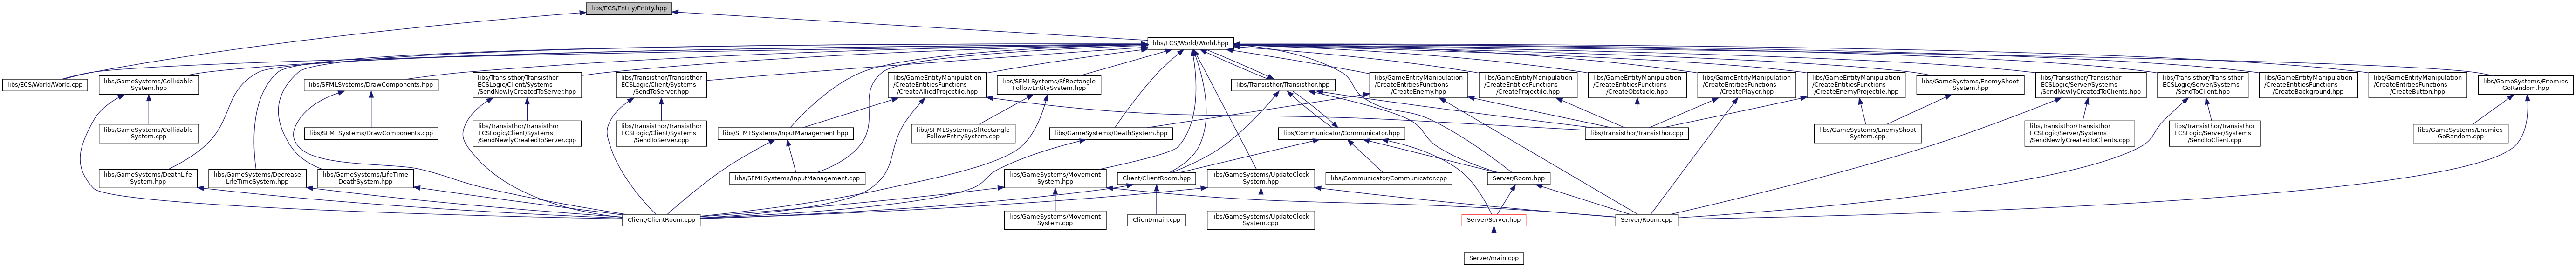 libs/ECS/Entity/Entity.hpp
libs/ECS/World/World.hpp
libs/ECS/World/World.cpp
libs/GameSystems/Collidable
System.hpp
libs/SFMLSystems/DrawComponents.hpp
libs/Transisthor/Transisthor
ECSLogic/Client/Systems
/SendNewlyCreatedToServer.hpp
libs/Transisthor/Transisthor
ECSLogic/Client/Systems
/SendToServer.hpp
libs/GameEntityManipulation
/CreateEntitiesFunctions
/CreateAlliedProjectile.hpp
libs/SFMLSystems/SfRectangle
FollowEntitySystem.hpp
libs/Transisthor/Transisthor.hpp
libs/GameEntityManipulation
/CreateEntitiesFunctions
/CreateEnemy.hpp
libs/GameEntityManipulation
/CreateEntitiesFunctions
/CreateProjectile.hpp
libs/GameEntityManipulation
/CreateEntitiesFunctions
/CreateObstacle.hpp
libs/GameEntityManipulation
/CreateEntitiesFunctions
/CreatePlayer.hpp
libs/GameEntityManipulation
/CreateEntitiesFunctions
/CreateEnemyProjectile.hpp
libs/GameSystems/EnemyShoot
System.hpp
libs/Transisthor/Transisthor
ECSLogic/Server/Systems
/SendNewlyCreatedToClients.hpp
libs/Transisthor/Transisthor
ECSLogic/Server/Systems
/SendToClient.hpp
libs/GameEntityManipulation
/CreateEntitiesFunctions
/CreateBackground.hpp
libs/GameEntityManipulation
/CreateEntitiesFunctions
/CreateButton.hpp
libs/GameSystems/Enemies
GoRandom.hpp
libs/GameSystems/Collidable
System.cpp
libs/SFMLSystems/DrawComponents.cpp
libs/Transisthor/Transisthor
ECSLogic/Client/Systems
/SendNewlyCreatedToServer.cpp
libs/Transisthor/Transisthor
ECSLogic/Client/Systems
/SendToServer.cpp
libs/SFMLSystems/InputManagement.hpp
libs/SFMLSystems/SfRectangle
FollowEntitySystem.cpp
libs/GameSystems/DeathSystem.hpp
libs/Communicator/Communicator.hpp
libs/Transisthor/Transisthor.cpp
libs/GameSystems/EnemyShoot
System.cpp
libs/Transisthor/Transisthor
ECSLogic/Server/Systems
/SendNewlyCreatedToClients.cpp
libs/Transisthor/Transisthor
ECSLogic/Server/Systems
/SendToClient.cpp
libs/GameSystems/Enemies
GoRandom.cpp
libs/GameSystems/DeathLife
System.hpp
libs/GameSystems/Decrease
LifeTimeSystem.hpp
libs/GameSystems/LifeTime
DeathSystem.hpp
libs/SFMLSystems/InputManagement.cpp
libs/GameSystems/Movement
System.hpp
Client/ClientRoom.hpp
libs/GameSystems/UpdateClock
System.hpp
libs/Communicator/Communicator.cpp
Server/Room.hpp
Client/ClientRoom.cpp
libs/GameSystems/Movement
System.cpp
Client/main.cpp
libs/GameSystems/UpdateClock
System.cpp
Server/Server.hpp
Server/Room.cpp
Server/main.cpp